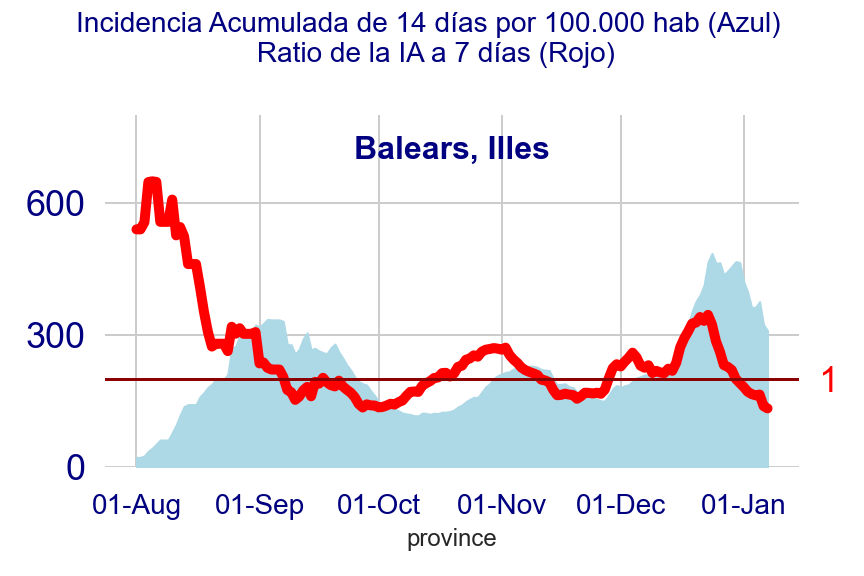 Incidencia Acumulada de 14 días por 100.000 hab (Azul)
Ratio de la IA a 7 días (Rojo)
Balears, Illes
600
300
0
1
01-Aug 01-Sep 01-Oct 01-Nov 01-Dec 01-Jan
province